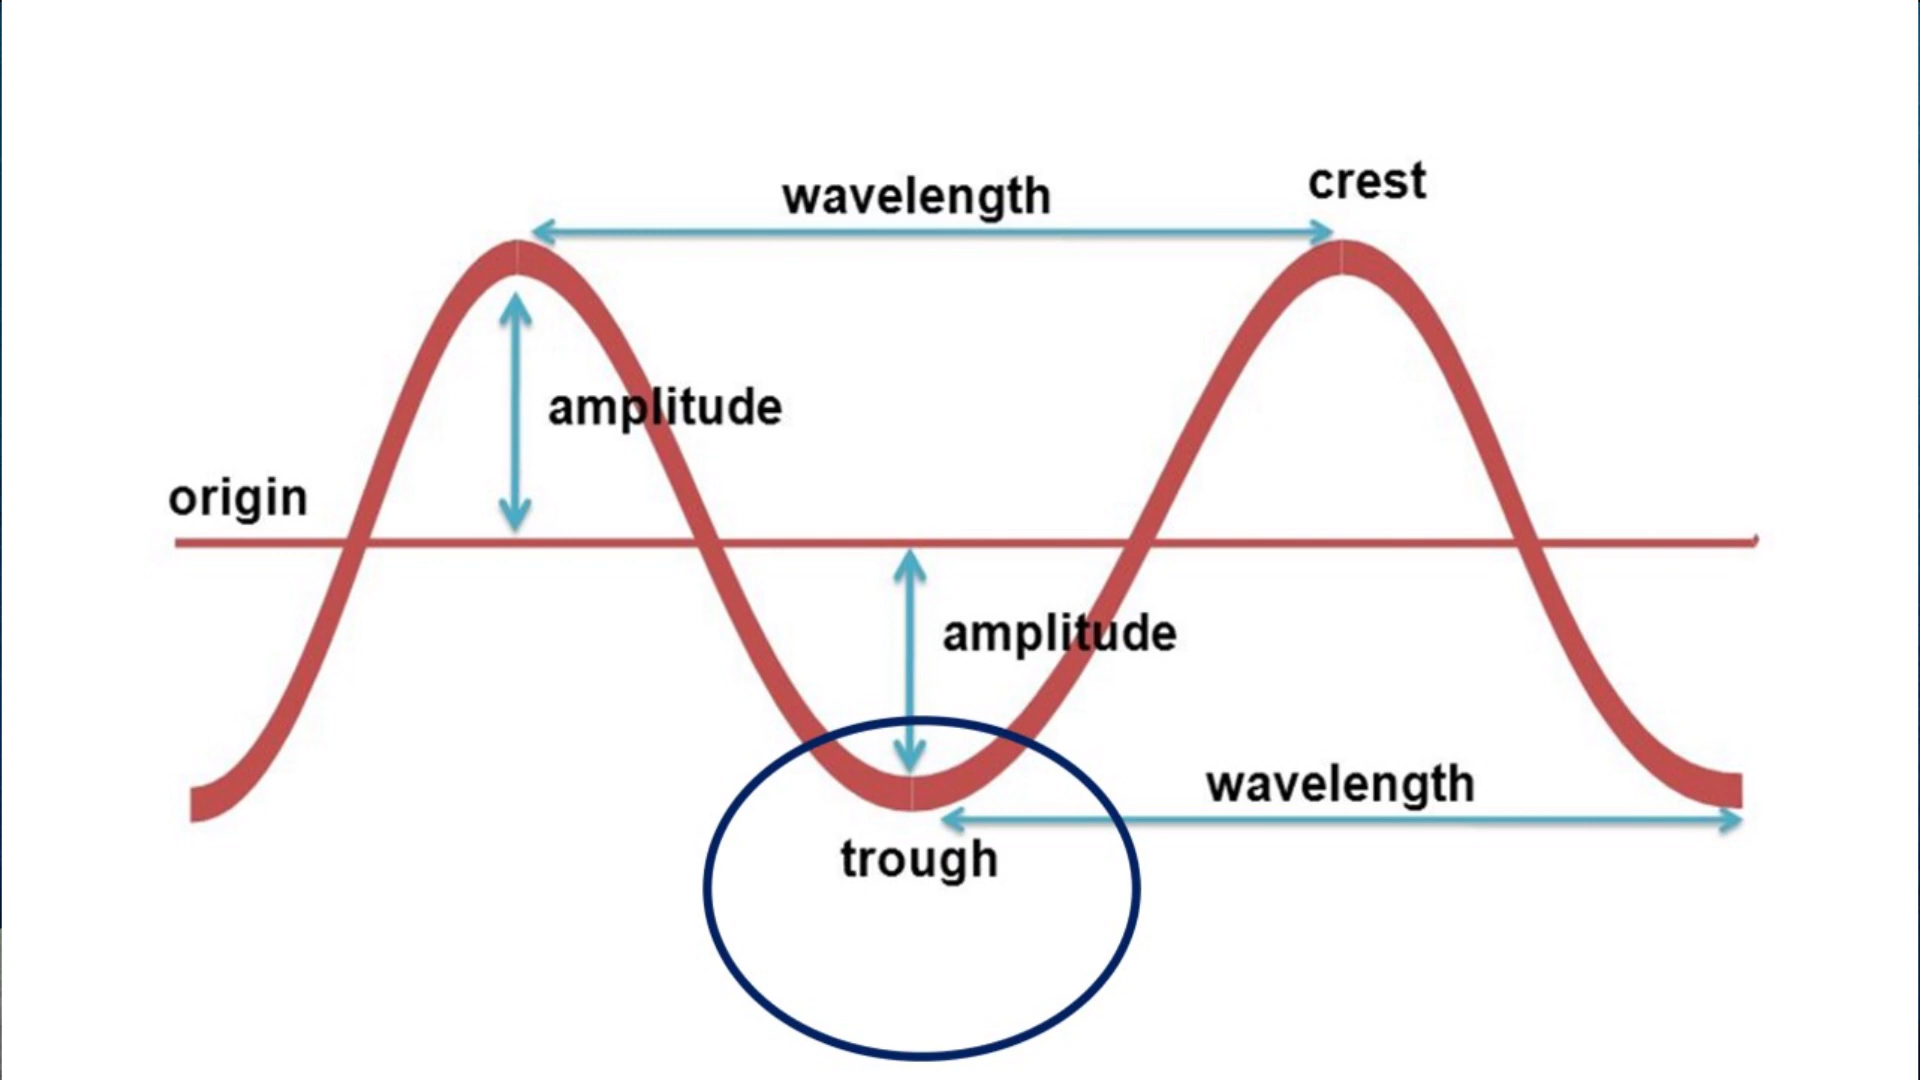 wavelength
crest
amplitude
origin
amplitude
wavelength
trough